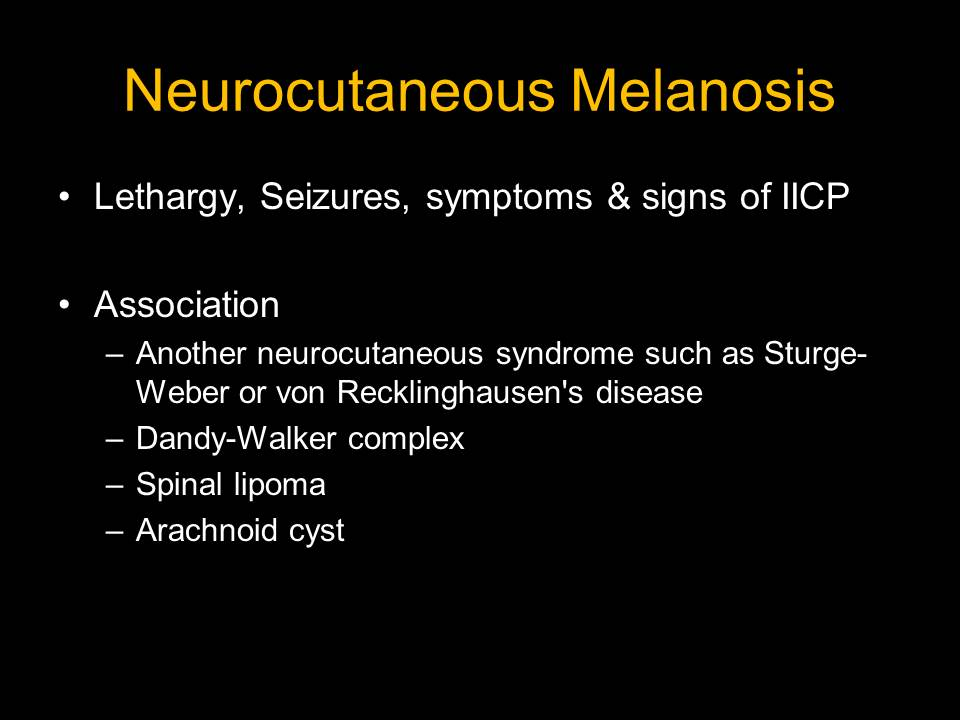 Neurocutaneous Melanosis
• Lethargy, Seizures, symptoms & signs of IICP
• Association
– Another neurocutaneous syndrome such as Sturge-
Weber or von Recklinghausen's disease
– Dandy-Walker complex
– Spinal lipoma
– Arachnoid cyst